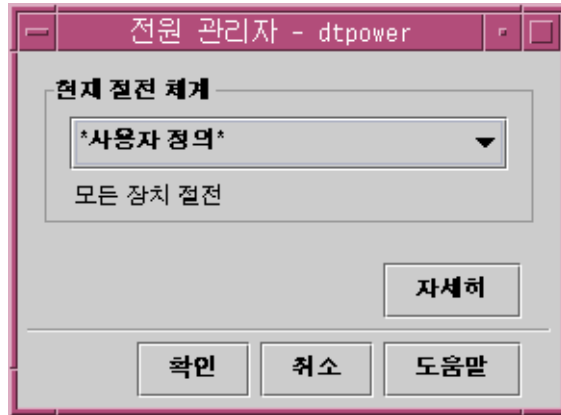 전원 관리자 - dtpower
현재 절전 체계
*사용자 정의*
모든 장치 절전
자세히
확인 취소 도움말